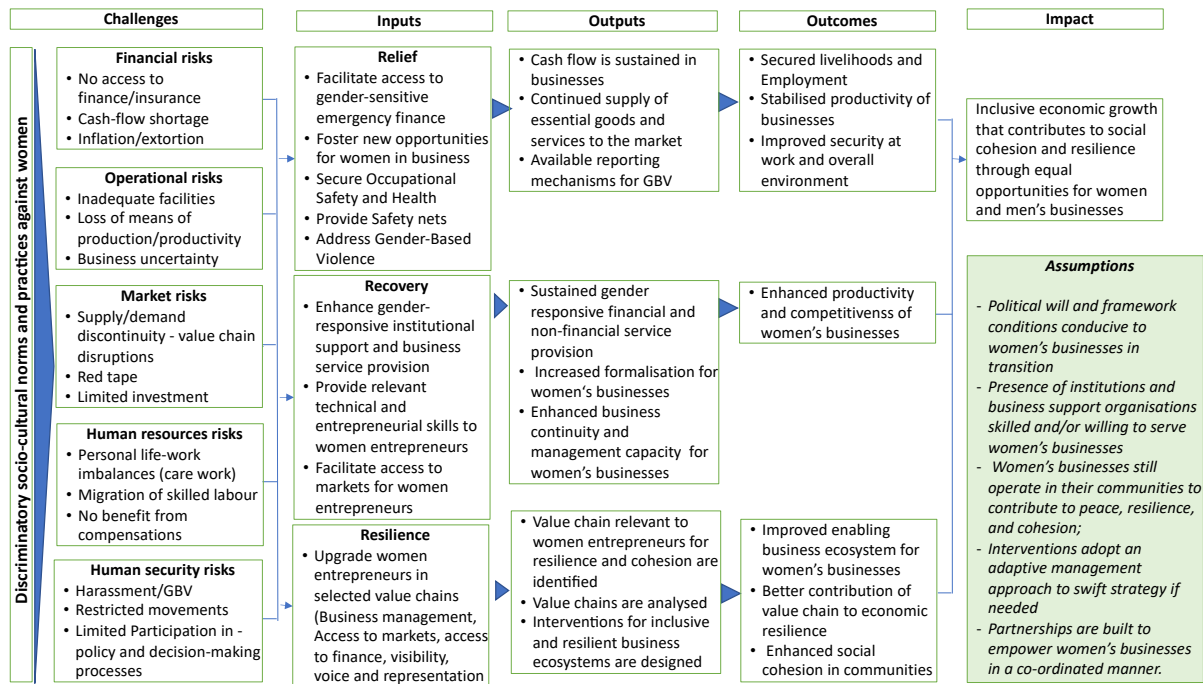 Challenges
Inputs
Outputs
Outcomes
Impact
Discriminatory socio-cultural norms and practices against women
Financial risks
• No access to
finance/insurance
• Cash-flow shortage
• Inflation/extortion
Operational risks
• Inadequate facilities
• Loss of means of
production/productivity
• Business uncertainty
Market risks
• Supply/demand
discontinuity - value chain
disruptions
• Red tape
• Limited investment
Human resources risks
• Personal life-work
imbalances (care work)
• Migration of skilled labour
• No benefit from
compensations
Human security risks
• Harassment/GBV
• Restricted movements
• Limited Participation in -
policy and decision-making
processes
Relief
• Facilitate access to
gender-sensitive
emergency finance
• Foster new opportunities
for women in business
• Secure Occupational
Safety and Health
• Provide Safety nets
• Address Gender-Based
Violence
Recovery
• Enhance gender-
responsive institutional
support and business
service provision
• Provide relevant
technical and
entrepreneurial skills to
women entrepreneurs
• Facilitate access to
markets for women
entrepreneurs
Resilience
• Upgrade women
entrepreneurs in
selected value chains
(Business management,
Access to markets, access
to finance, visibility,
voice and representation
• Cash flow is sustained in
businesses
• Continued supply of
essential goods and
services to the market
• Available reporting
mechanisms for GBV
• Sustained gender
responsive financial and
non-financial service
provision
• Increased formalisation for
women‘s businesses
• Enhanced business
continuity and
management capacity for
women’s businesses
• Value chain relevant to
women entrepreneurs for
resilience and cohesion are
identified
• Value chains are analysed
• Interventions for inclusive
and resilient business
ecosystems are designed
• Secured livelihoods and
Employment
• Stabilised productivity of
businesses
• Improved security at
work and overall
environment
• Enhanced productivity
and competitivenss of
women’s businesses
• Improved enabling
business ecosystem for
women’s businesses
• Better contribution of
value chain to economic
resilience
• Enhanced social
cohesion in communities
Inclusive economic growth
that contributes to social
cohesion and resilience
through equal
opportunities for women
and men’s businesses
Assumptions
- Political will and framework
conditions conducive to
women’s businesses in
transition
- Presence of institutions and
business support organisations
skilled and/or willing to serve
women’s businesses
- Women’s businesses still
operate in their communities to
contribute to peace, resilience,
and cohesion;
- Interventions adopt an
adaptive management
approach to swift strategy if
needed
- Partnerships are built to
empower women’s businesses
in a co-ordinated manner.